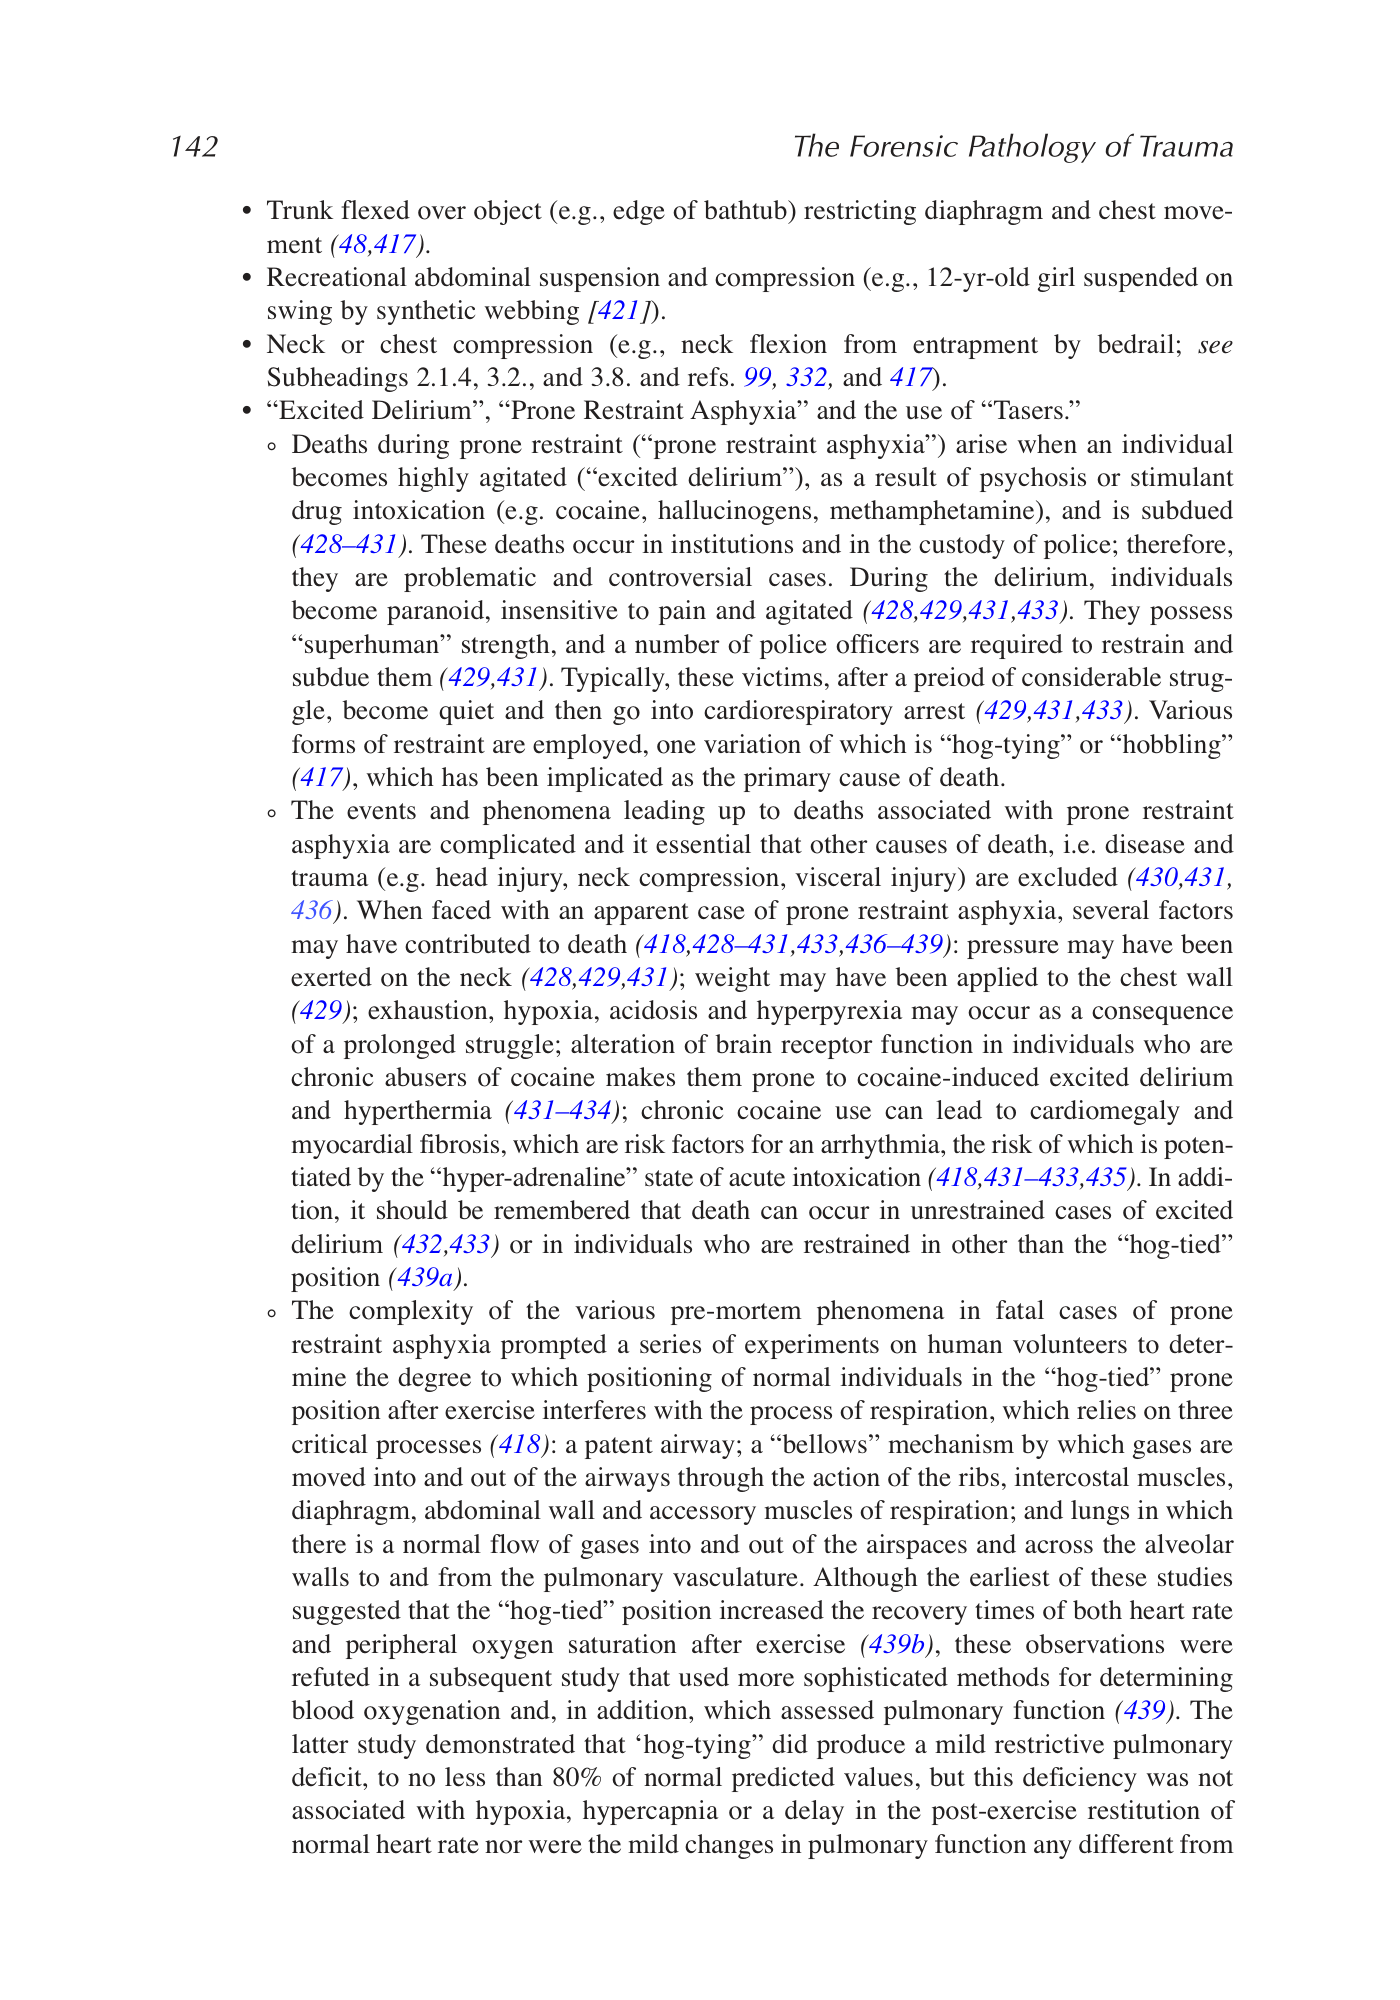 142
The Forensic Pathology of Trauma
• Trunk flexed over object (e.g., edge of bathtub) restricting diaphragm and chest move-
ment (48,417).
• Recreational abdominal suspension and compression (e.g., 12-yr-old girl suspended on
swing by synthetic webbing [421]).
• Neck or chest compression (e.g., neck flexion from entrapment by bedrail; see
Subheadings 2.1.4, 3.2., and 3.8. and refs. 99, 332, and 417).
• “Excited Delirium”, “Prone Restraint Asphyxia” and the use of “Tasers.”
◦ Deaths during prone restraint (“prone restraint asphyxia”) arise when an individual
becomes highly agitated (“excited delirium”), as a result of psychosis or stimulant
drug intoxication (e.g. cocaine, hallucinogens, methamphetamine), and is subdued
(428–431). These deaths occur in institutions and in the custody of police; therefore,
they are problematic and controversial cases. During the delirium, individuals
become paranoid, insensitive to pain and agitated (428,429,431,433). They possess
“superhuman” strength, and a number of police officers are required to restrain and
subdue them (429,431). Typically, these victims, after a preiod of considerable strug-
gle, become quiet and then go into cardiorespiratory arrest (429,431,433). Various
forms of restraint are employed, one variation of which is “hog-tying” or “hobbling”
(417), which has been implicated as the primary cause of death.
◦ The events and phenomena leading up to deaths associated with prone restraint
asphyxia are complicated and it essential that other causes of death, i.e. disease and
trauma (e.g. head injury, neck compression, visceral injury) are excluded (430,431,
436). When faced with an apparent case of prone restraint asphyxia, several factors
may have contributed to death (418,428–431,433,436–439): pressure may have been
exerted on the neck (428,429,431); weight may have been applied to the chest wall
(429); exhaustion, hypoxia, acidosis and hyperpyrexia may occur as a consequence
of a prolonged struggle; alteration of brain receptor function in individuals who are
chronic abusers of cocaine makes them prone to cocaine-induced excited delirium
and hyperthermia (431–434); chronic cocaine use can lead to cardiomegaly and
myocardial fibrosis, which are risk factors for an arrhythmia, the risk of which is poten-
tiated by the “hyper-adrenaline” state of acute intoxication (418,431–433,435). In addi-
tion, it should be remembered that death can occur in unrestrained cases of excited
delirium (432,433) or in individuals who are restrained in other than the “hog-tied”
position (439a).
◦ The complexity of the various pre-mortem phenomena in fatal cases of prone
restraint asphyxia prompted a series of experiments on human volunteers to deter-
mine the degree to which positioning of normal individuals in the “hog-tied” prone
position after exercise interferes with the process of respiration, which relies on three
critical processes (418): a patent airway; a “bellows” mechanism by which gases are
moved into and out of the airways through the action of the ribs, intercostal muscles,
diaphragm, abdominal wall and accessory muscles of respiration; and lungs in which
there is a normal flow of gases into and out of the airspaces and across the alveolar
walls to and from the pulmonary vasculature. Although the earliest of these studies
suggested that the “hog-tied” position increased the recovery times of both heart rate
and peripheral oxygen saturation after exercise (439b), these observations were
refuted in a subsequent study that used more sophisticated methods for determining
blood oxygenation and, in addition, which assessed pulmonary function (439). The
latter study demonstrated that ‘hog-tying” did produce a mild restrictive pulmonary
deficit, to no less than 80% of normal predicted values, but this deficiency was not
associated with hypoxia, hypercapnia or a delay in the post-exercise restitution of
normal heart rate nor were the mild changes in pulmonary function any different from